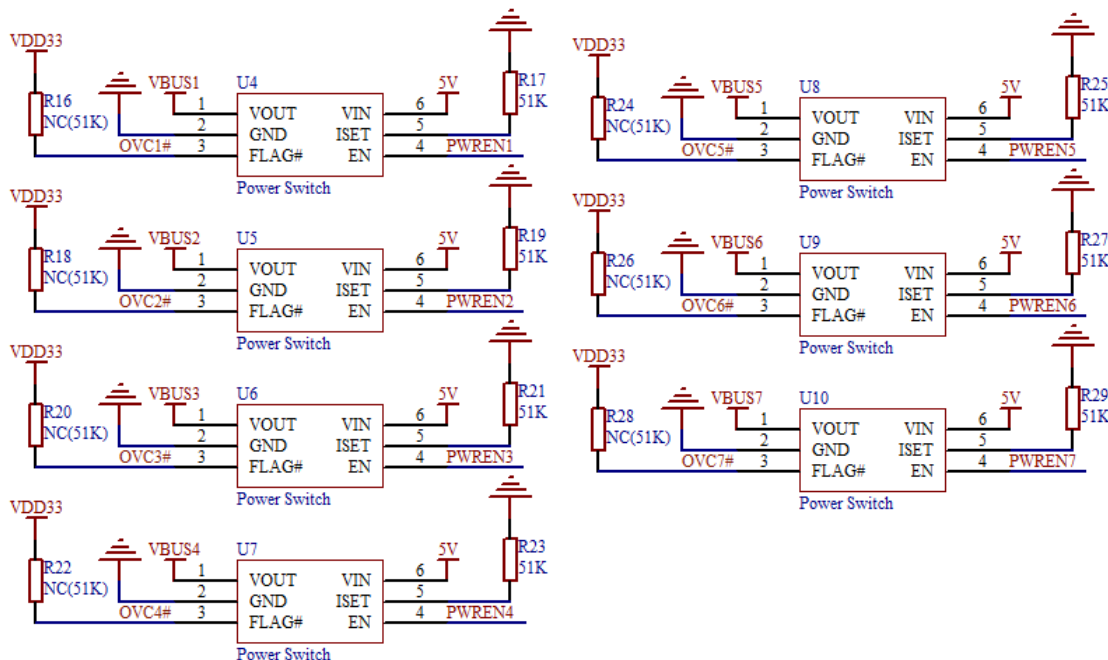 VDD33
R16
NC(51K)
VBUS1
OVC1#
U4
1 VOUT VIN 6
2 GND ISET 5
3 FLAG# EN 4
Power Switch
5V
R17
51K
PWREN1
VDD33
R18
NC(51K)
VBUS2
OVC2#
U5
1 VOUT VIN 6
2 GND ISET 5
3 FLAG# EN 4
Power Switch
5V
R19
51K
PWREN2
VDD33
R20
NC(51K)
VBUS3
OVC3#
U6
1 VOUT VIN 6
2 GND ISET 5
3 FLAG# EN 4
Power Switch
5V
R21
51K
PWREN3
VDD33
R22
NC(51K)
VBUS4
OVC4#
U7
1 VOUT VIN 6
2 GND ISET 5
3 FLAG# EN 4
Power Switch
5V
R23
51K
PWREN4
VDD33
R24
NC(51K)
VBUS5
OVC5#
U8
1 VOUT VIN 6
2 GND ISET 5
3 FLAG# EN 4
Power Switch
5V
R25
51K
PWREN5
VDD33
R26
NC(51K)
VBUS6
OVC6#
U9
1 VOUT VIN 6
2 GND ISET 5
3 FLAG# EN 4
Power Switch
5V
R27
51K
PWREN6
VDD33
R28
NC(51K)
VBUS7
OVC7#
U10
1 VOUT VIN 6
2 GND ISET 5
3 FLAG# EN 4
Power Switch
5V
R29
51K
PWREN7